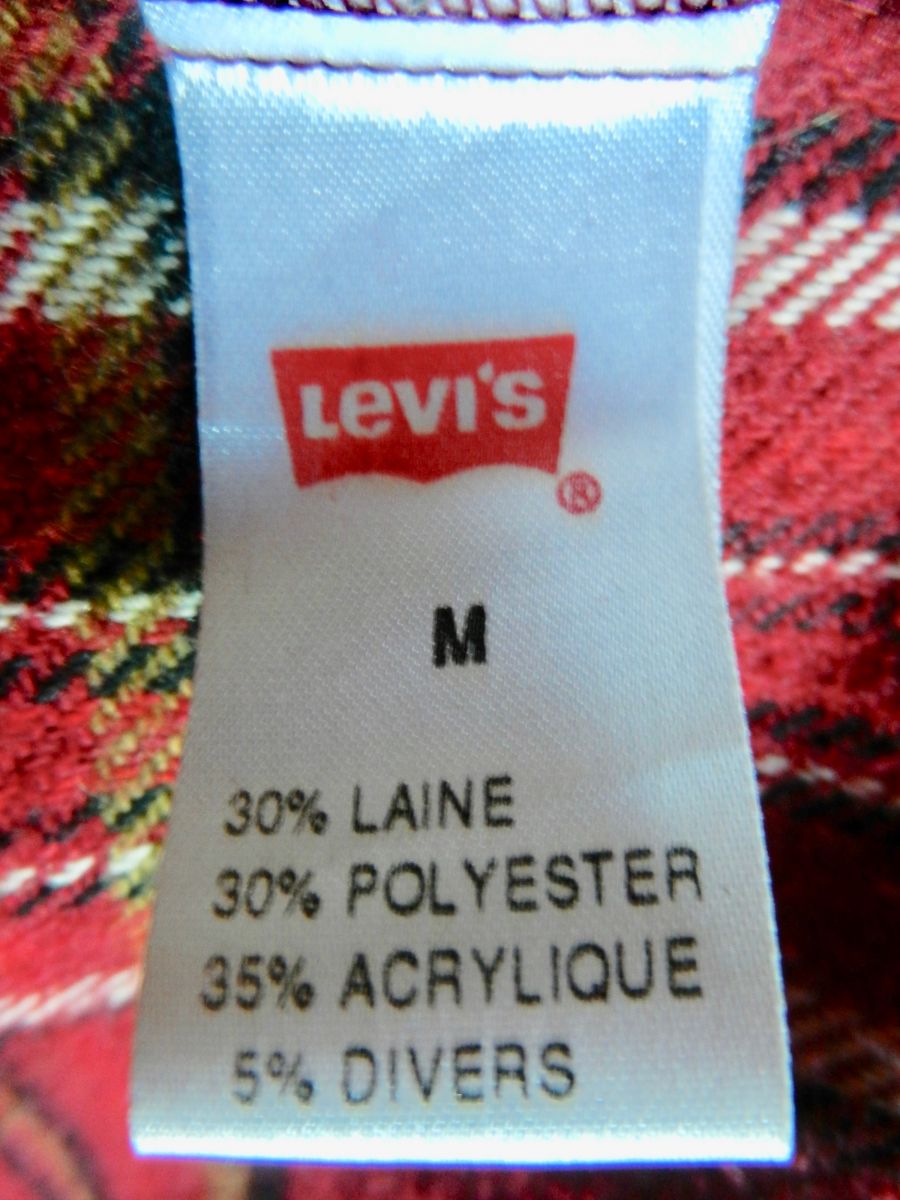 Levi's
®
M
30% LAINE
30% POLYESTER
35% ACRYLIQUE
5% DIVERS